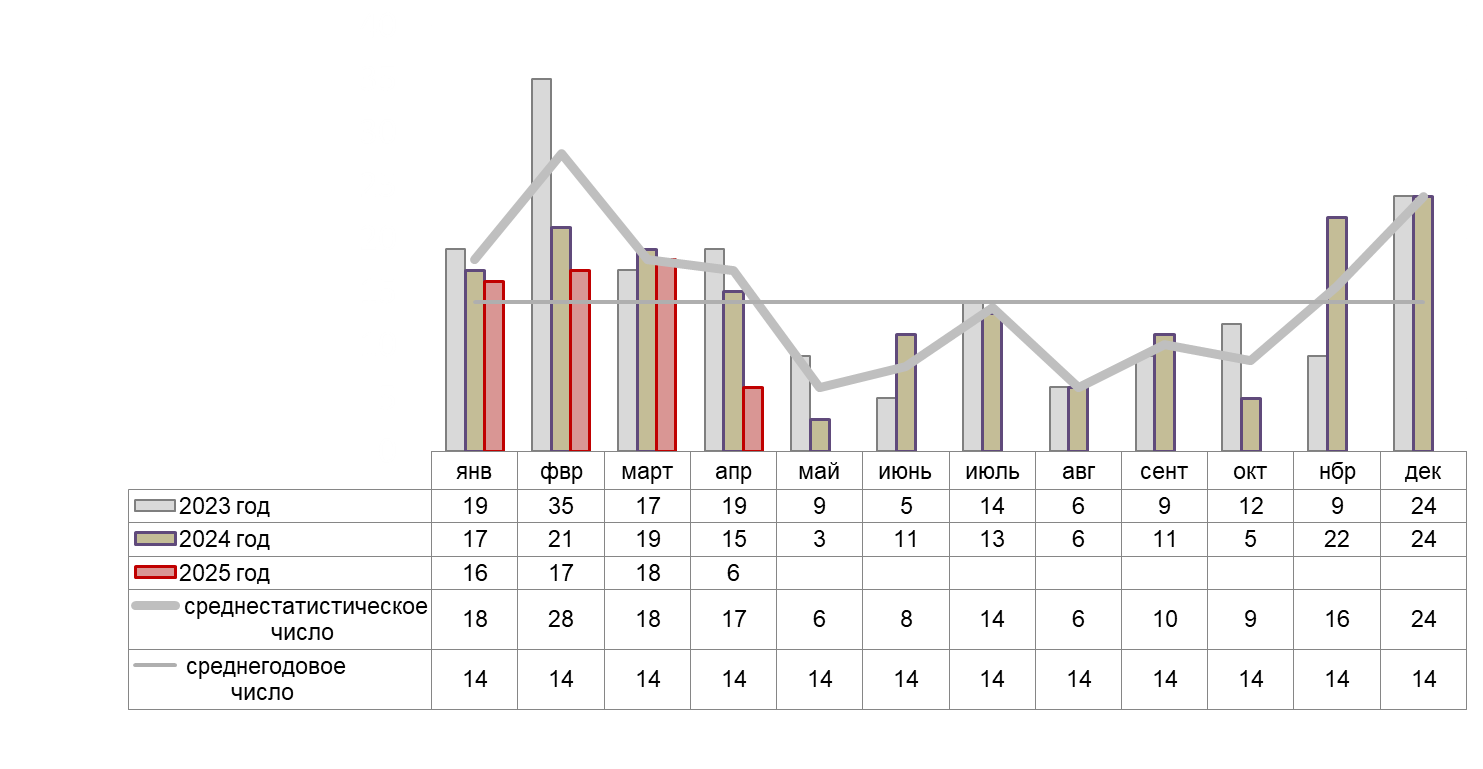 янв фвр март апр май июнь июль авг сент окт нбр дек
2023 год 19 35 17 19 9 5 14 6 9 12 9 24
2024 год 17 21 19 15 3 11 13 6 11 5 22 24
2025 год 16 17 18 6
среднестатистическое
число 18 28 18 17 6 8 14 6 10 9 16 24
среднегодовое
число 14 14 14 14 14 14 14 14 14 14 14 14